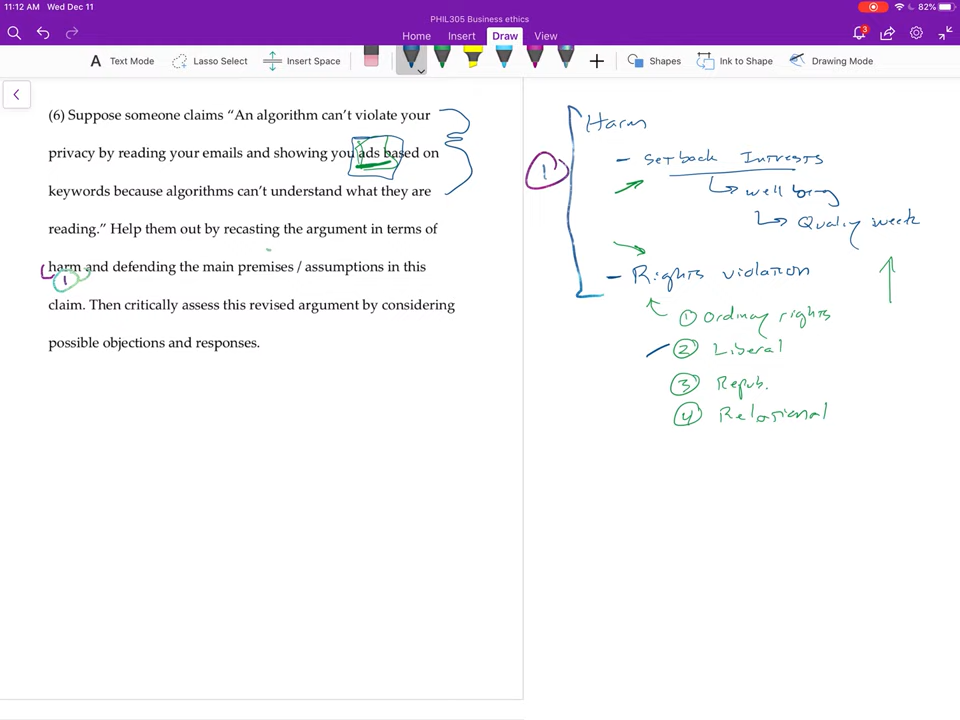 11:12 AM Wed Dec 11
82%
PHIL305 Business ethics
Home Insert Draw View
3
A Text Mode Lasso Select Insert Space Shapes Ink to Shape Drawing Mode
(6) Suppose someone claims “An algorithm can’t violate your
privacy by reading your emails and showing you ads based on
keywords because algorithms can’t understand what they are
reading.” Help them out by recasting the argument in terms of
harm and defending the main premises / assumptions in this
1
claim. Then critically assess this revised argument by considering
possible objections and responses.
1
Harm
- Setback Intrests
well being
Quality week
- Rights violation
1 Ordinary rights
2 Liberal
3 Repub.
4 Relational